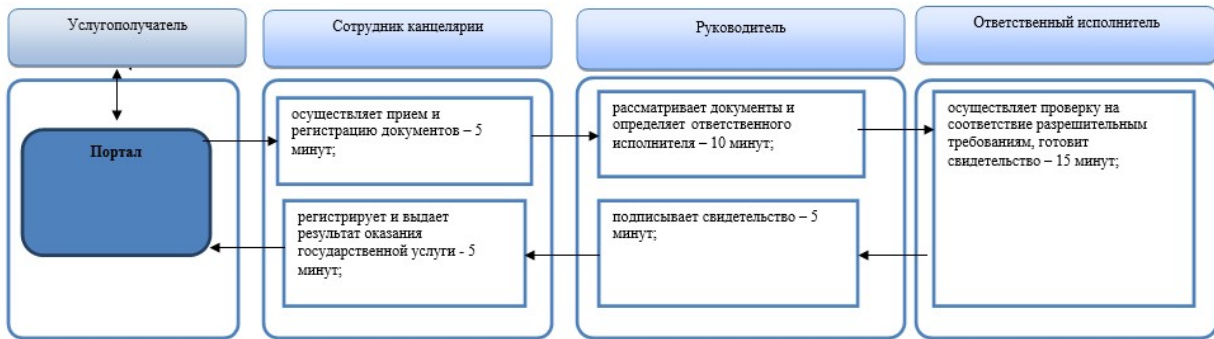 Услугополучатель
Сотрудник канцелярии
Руководитель
Ответственный исполнитель
Портал
осуществляет прием и
регистрацию документов – 5
минут;
рассматривает документы и
определяет ответственного
исполнителя – 10 минут;
осуществляет проверку на
соответствие разрешительным
требованиям, готовит
свидетельство – 15 минут;
регистрирует и выдает
результат оказания
государственной услуги - 5
минут;
подписывает свидетельство – 5
минут;